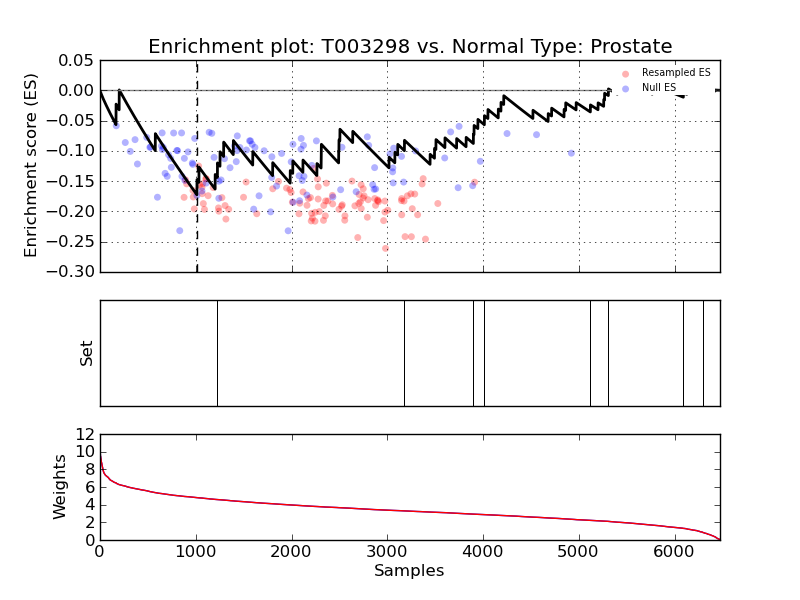 Enrichment plot: T003298 vs. Normal Type: Prostate
Enrichment score (ES)
0.05
0.00
−0.05
−0.10
−0.15
−0.20
−0.25
−0.30
Resampled ES
Null ES
Set
Weights
12
10
8
6
4
2
0
0 1000 2000 3000 4000 5000 6000
Samples